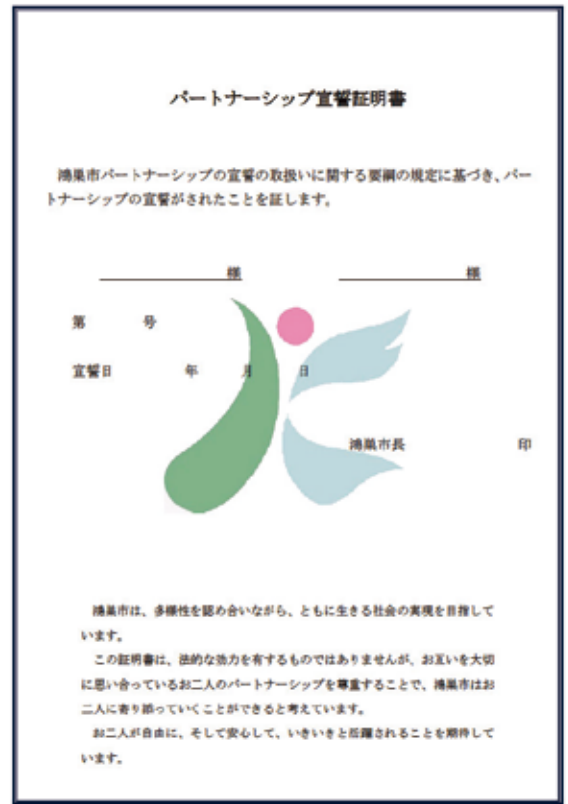 パートナーシップ宣誓証明書
鴻巣市パートナーシップの宣誓の取扱いに関する要綱の規定に基づき、パー
トナーシップの宣誓がされたことを証します。
様　様
第　号
宣誓日　年　月　日
鴻巣市長　印
鴻巣市は、多様性を認め合いながら、ともに生きる社会の実現を目指して
います。
この証明書は、法的な効力を有するものではありませんが、お互いを大切
に思い合っているお二人のパートナーシップを尊重することで、鴻巣市はお
二人に寄り添っていくことができると考えています。
お二人が自由に、そして安心して、いきいきと活躍されることを期待して
います。